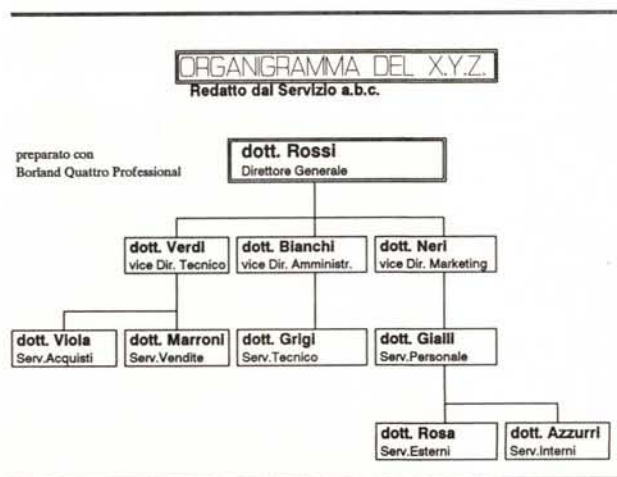 ORGANIGRAMMA DEL X.Y.Z.
Redatto dal Servizio a.b.c.
preparato con
Borland Quattro Professional
dott. Rossi
Direttore Generale
dott. Verdi
vice Dir. Tecnico
dott. Bianchi
vice Dir. Amministr.
dott. Neri
vice Dir. Marketing
dott. Viola
Serv.Acquisti
dott. Marroni
Serv.Vendite
dott. Grigi
Serv.Tecnico
dott. Gialli
Serv.Personale
dott. Rosa
Serv.Esterni
dott. Azzurri
Serv.Interni